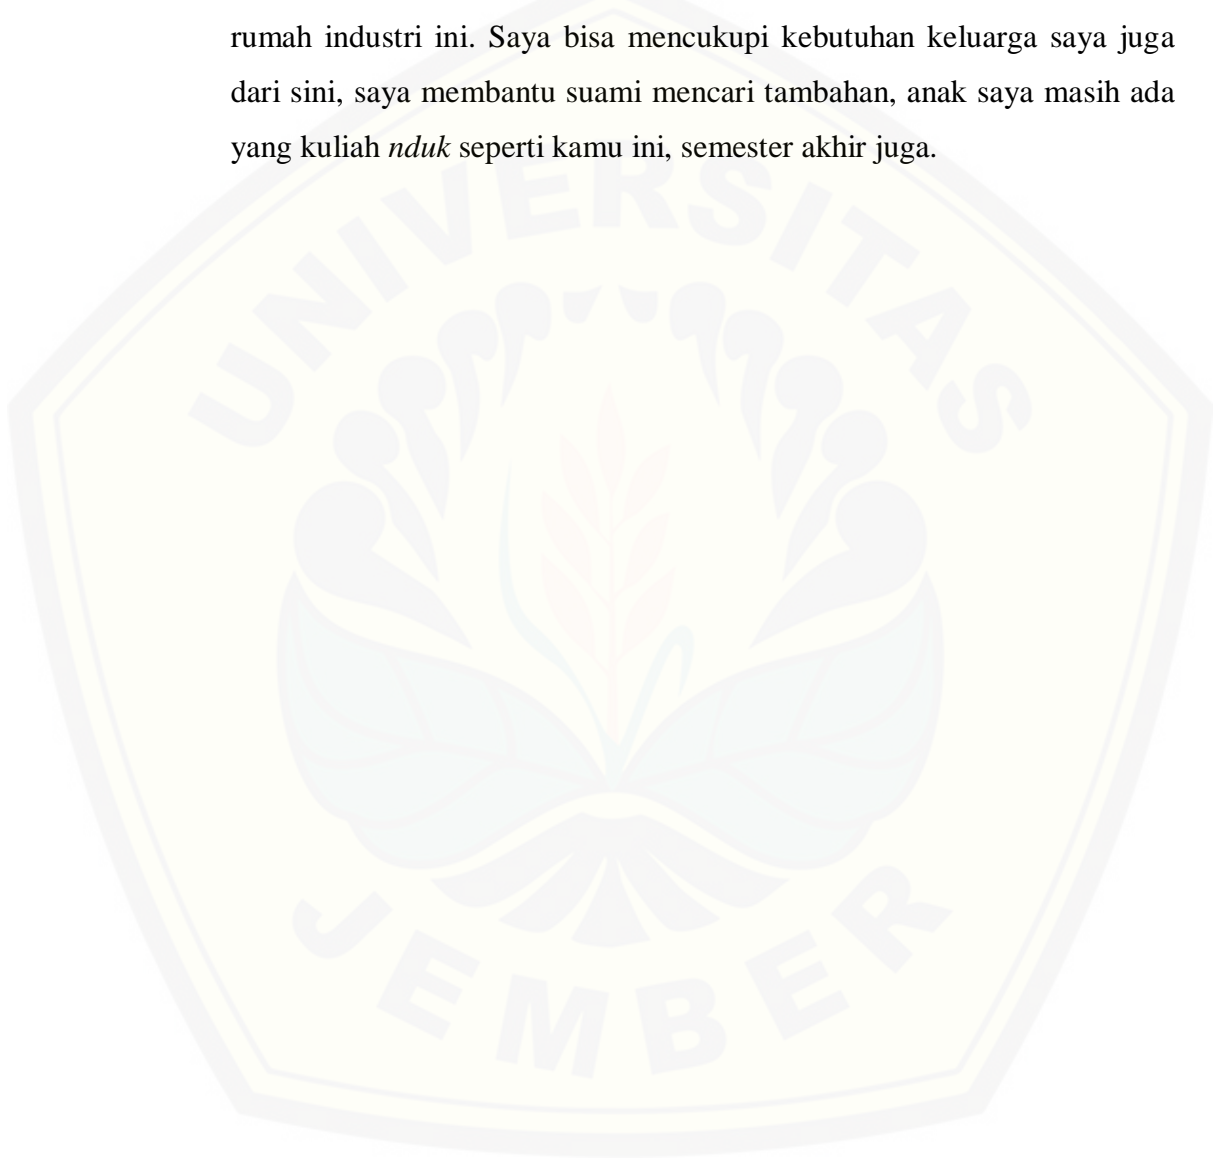 rumah industri ini. Saya bisa mencukupi kebutuhan keluarga saya juga
dari sini, saya membantu suami mencari tambahan, anak saya masih ada
yang kuliah nduk seperti kamu ini, semester akhir juga.
UNIVERSITAS
JEMBER